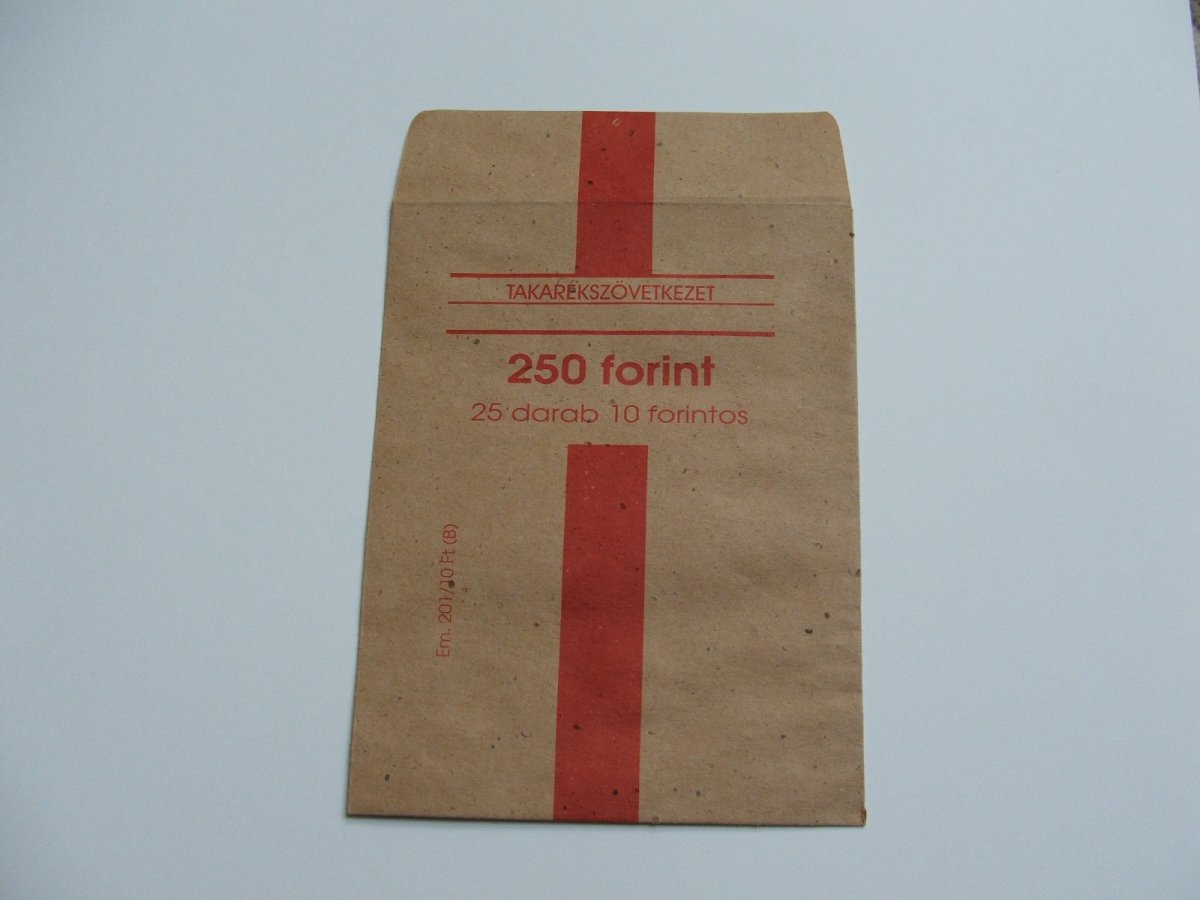 TAKARÉKSZÖVETKEZET
250 forint
25 darab 10 forintos
Em. 201/10 Ft (B)